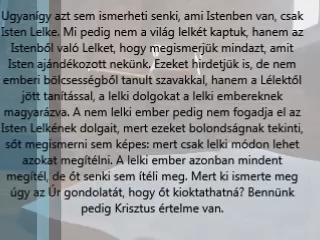 Ugyanígy azt sem ismerheti senki, ami Istenben van, csak
Isten Lelke. Mi pedig nem a világ lelkét kaptuk, hanem az
Istenből való Lelket, hogy megismerjük mindazt, amit
Isten ajándékozott nekünk. Ezeket hirdetjük is, de nem
emberi bölcsességből tanult szavakkal, hanem a Lélektől
jött tanítással, a lelki dolgokat a lelki embereknek
magyarázva. A nem lelki ember pedig nem fogadja el az
Isten Lelkének dolgait, mert ezeket bolondságnak tekinti,
sőt megismerni sem képes: mert csak lelki módon lehet
azokat megítélni. A lelki ember azonban mindent
megítél, de őt senki sem ítéli meg. Mert ki ismerte meg
úgy az Úr gondolatát, hogy őt kioktathatná? Bennünk
pedig Krisztus értelme van.